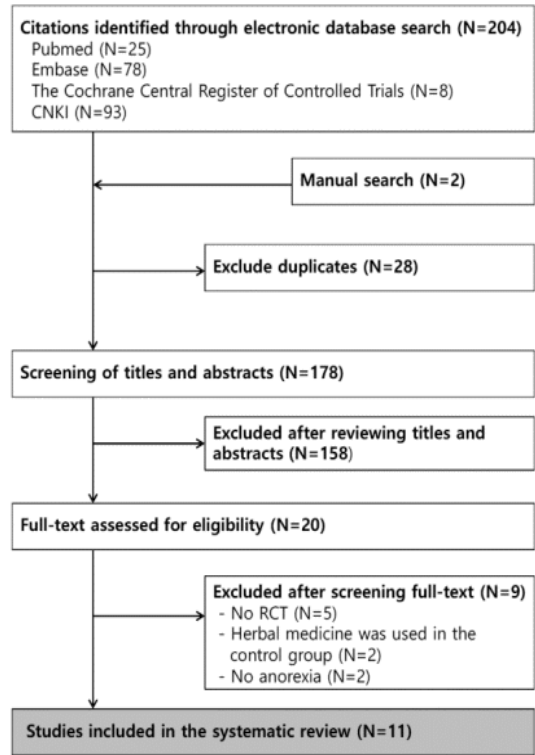 Citations identified through electronic database search (N=204)
Pubmed (N=25)
Embase (N=78)
The Cochrane Central Register of Controlled Trials (N=8)
CNKI (N=93)
Manual search (N=2)
Exclude duplicates (N=28)
Screening of titles and abstracts (N=178)
Excluded after reviewing titles and
abstracts (N=158)
Full-text assessed for eligibility (N=20)
Excluded after screening full-text (N=9)
- No RCT (N=5)
- Herbal medicine was used in the
control group (N=2)
- No anorexia (N=2)
Studies included in the systematic review (N=11)